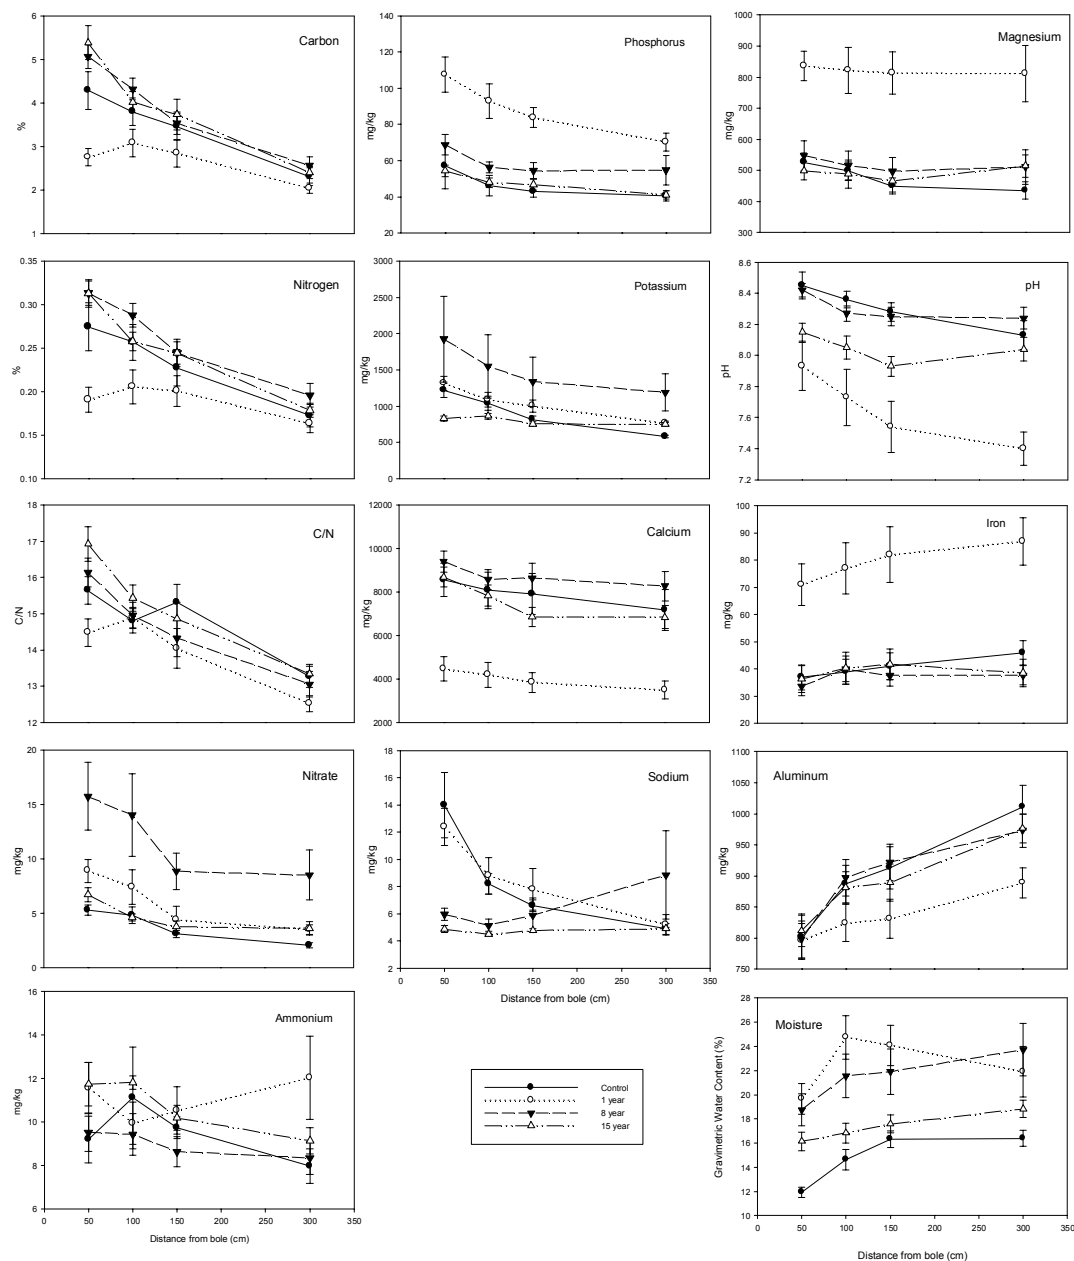 Carbon
%
6
5
4
3
2
1
Phosphorus
mg/kg
140
120
100
80
60
40
20
Magnesium
mg/kg
1000
900
800
700
600
500
400
300
Nitrogen
%
0.35
0.30
0.25
0.20
0.15
0.10
Potassium
mg/kg
3000
2500
2000
1500
1000
500
0
pH
pH
8.6
8.4
8.2
8.0
7.8
7.6
7.4
7.2
C/N
C/N
18
17
16
15
14
13
12
Calcium
mg/kg
12000
10000
8000
6000
4000
2000
Iron
mg/kg
100
90
80
70
60
50
40
30
20
Nitrate
mg/kg
20
15
10
5
0
Sodium
mg/kg
18
16
14
12
10
8
6
4
2
0 50 100 150 200 250 300 350
Distance from bole (cm)
Aluminum
mg/kg
1100
1050
1000
950
900
850
800
750
Ammonium
mg/kg
16
14
12
10
8
6
0 50 100 150 200 250 300 350
Distance from bole (cm)
Control
1 year
8 year
15 year
Moisture
Gravimetric Water Content (%)
28
26
24
22
20
18
16
14
12
10
0 50 100 150 200 250 300 350
Distance from bole (cm)